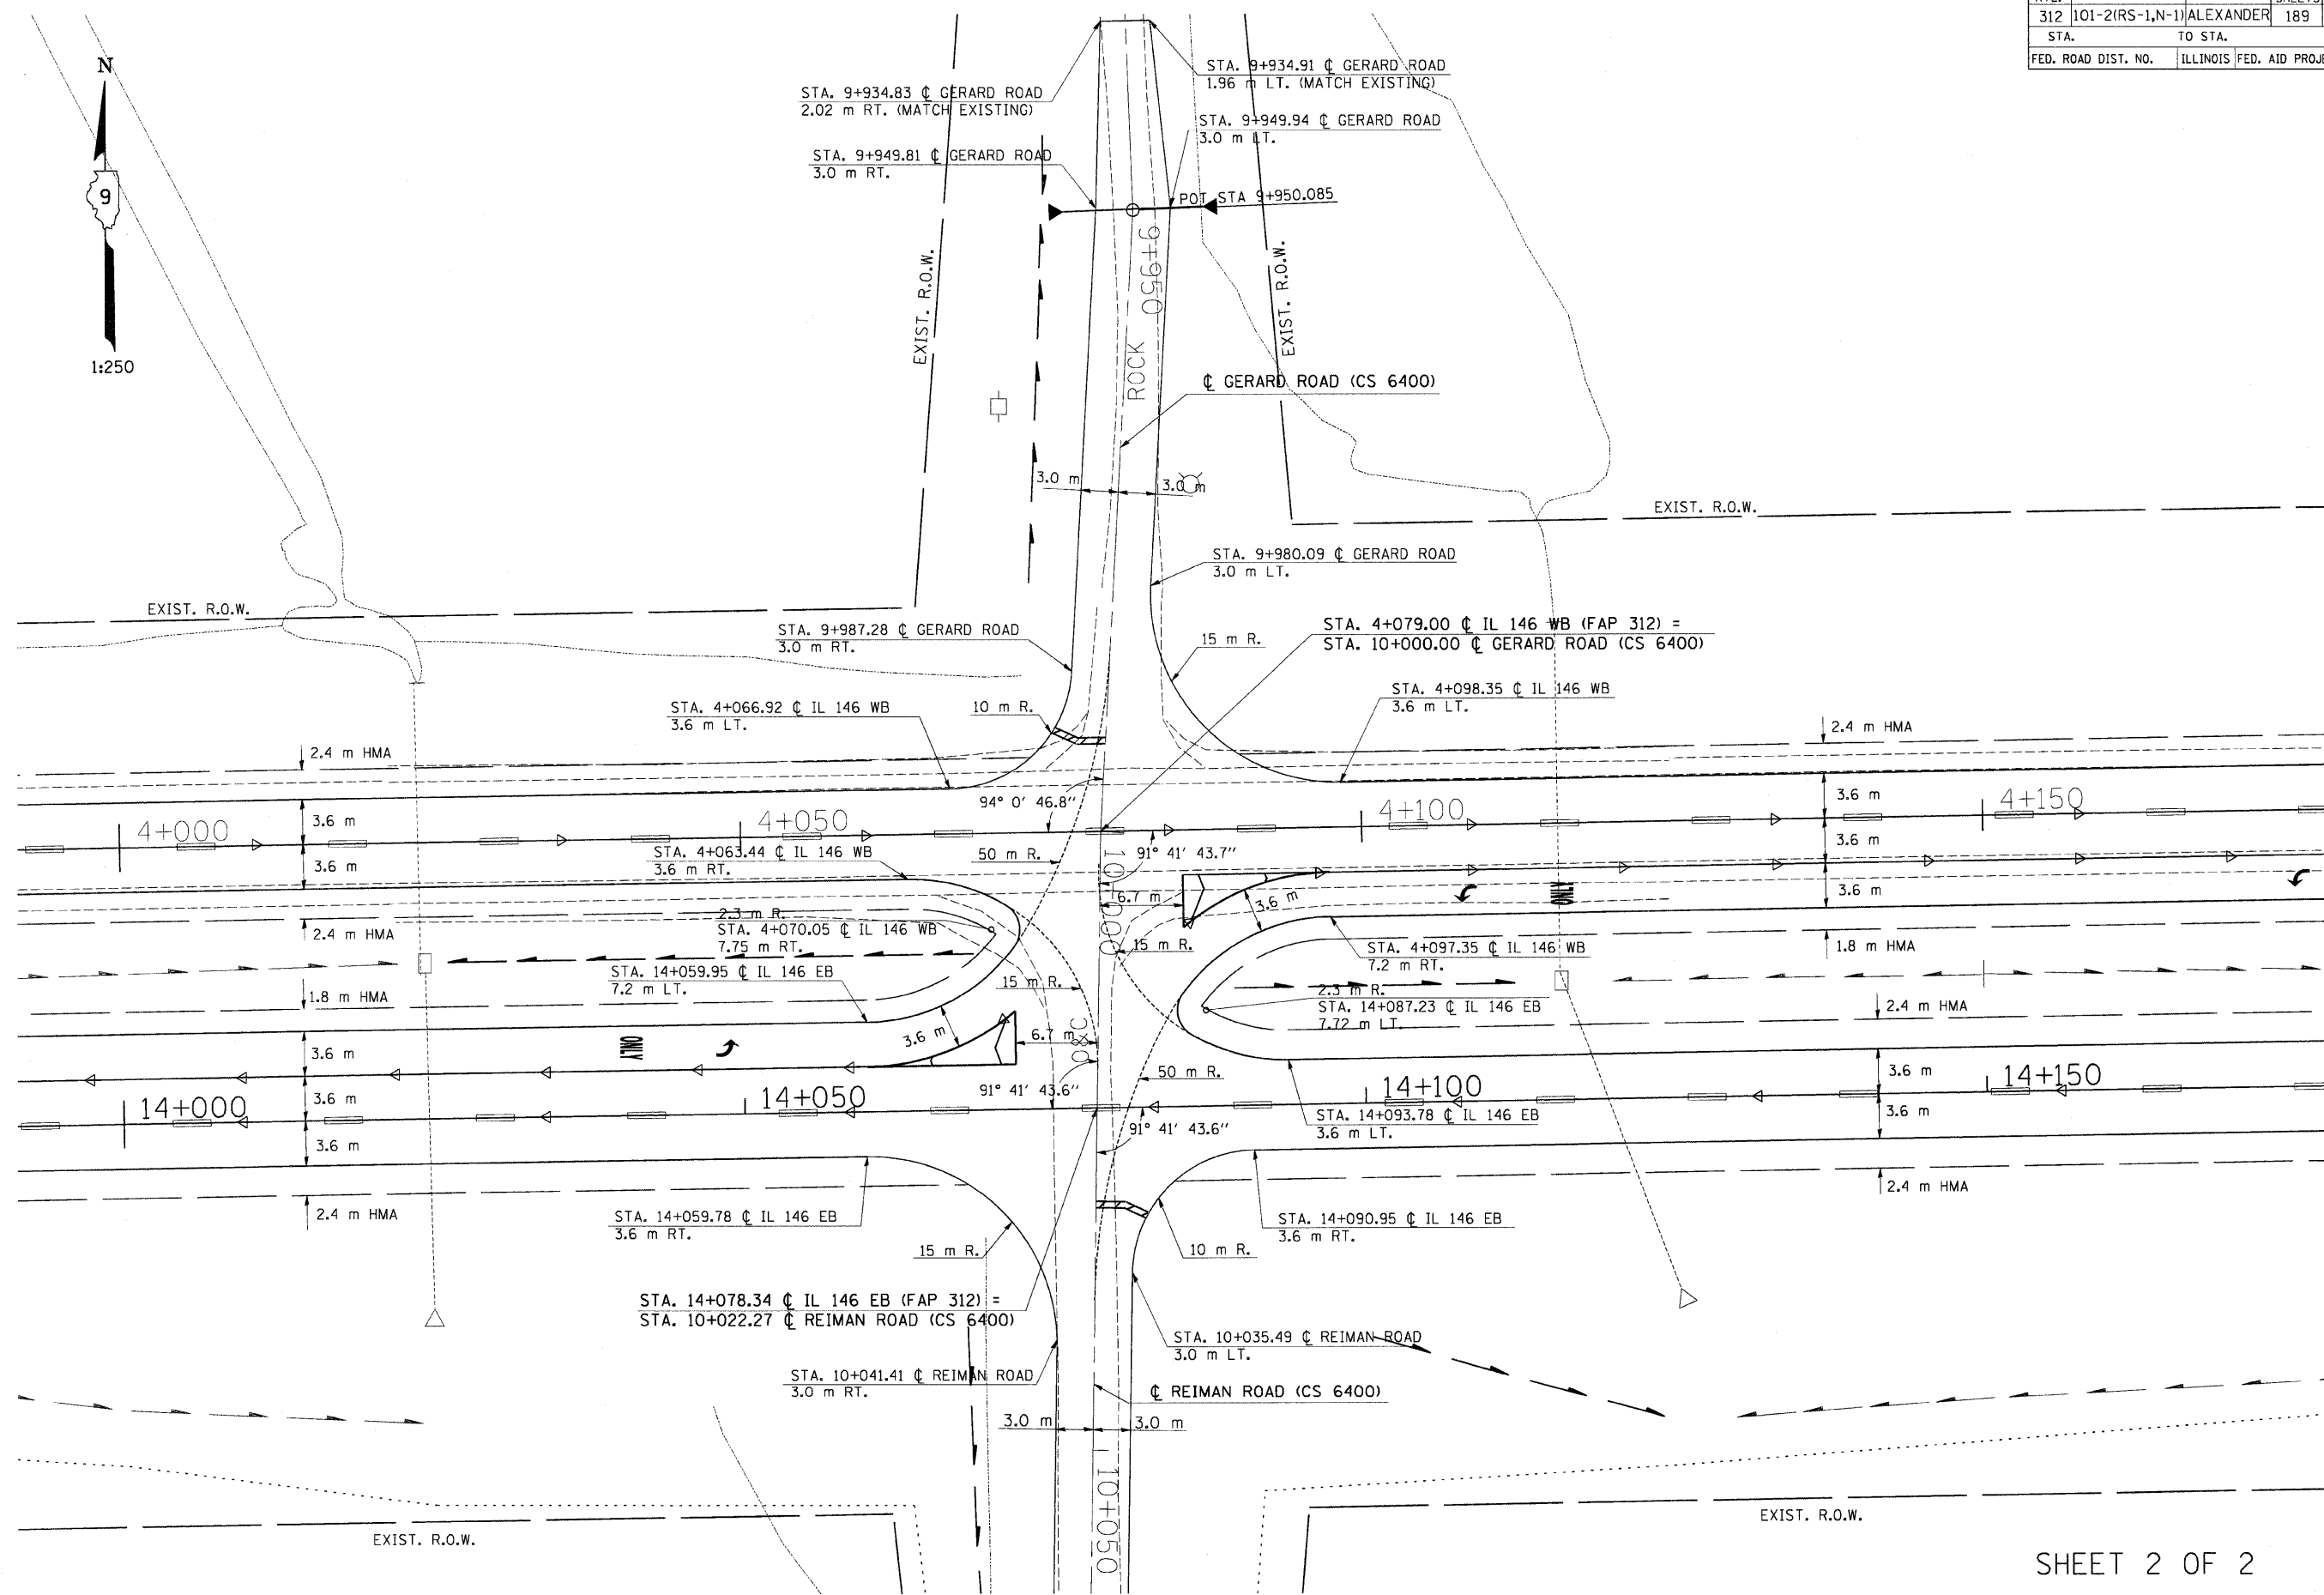 312 101-2(RS-1,N-1) ALEXANDER 189
STA. TO STA.
FED. ROAD DIST. NO. ILLINOIS FED. AID PROJE
N
9
1:250
STA. 9+934.83 ℄ GERARD ROAD
2.02 m RT. (MATCH EXISTING)
STA. 9+934.91 ℄ GERARD ROAD
1.96 m LT. (MATCH EXISTING)
STA. 9+949.94 ℄ GERARD ROAD
3.0 m LT.
STA. 9+949.81 ℄ GERARD ROAD
3.0 m RT.
POT STA 9+950.085
9+950
EXIST. R.O.W.
EXIST. R.O.W.
ROCK
℄ GERARD ROAD (CS 6400)
3.0 m
3.0 m
EXIST. R.O.W.
STA. 9+980.09 ℄ GERARD ROAD
3.0 m LT.
EXIST. R.O.W.
STA. 9+987.28 ℄ GERARD ROAD
3.0 m RT.
15 m R.
STA. 4+079.00 ℄ IL 146 WB (FAP 312) =
STA. 10+000.00 ℄ GERARD ROAD (CS 6400)
STA. 4+066.92 ℄ IL 146 WB
3.6 m LT.
10 m R.
STA. 4+098.35 ℄ IL 146 WB
3.6 m LT.
2.4 m HMA
2.4 m HMA
94° 0' 46.8"
4+000
3.6 m
4+050
4+100
3.6 m
4+150
STA. 4+063.44 ℄ IL 146 WB
3.6 m RT.
3.6 m
50 m R.
91° 41' 43.7"
3.6 m
10+000
3.6 m
6.7 m
3.6 m
ONLY
2.3 m R.
STA. 4+070.05 ℄ IL 146 WB
7.75 m RT.
2.4 m HMA
15 m R.
STA. 4+097.35 ℄ IL 146 WB
7.2 m RT.
1.8 m HMA
STA. 14+059.95 ℄ IL 146 EB
7.2 m LT.
1.8 m HMA
15 m R.
2.3 m R.
STA. 14+087.23 ℄ IL 146 EB
7.72 m LT.
2.4 m HMA
3.6 m
ONLY
3.6 m
6.7 m
O&C
3.6 m
14+000
3.6 m
14+050
91° 41' 43.6"
50 m R.
14+100
3.6 m
14+150
3.6 m
91° 41' 43.6"
STA. 14+093.78 ℄ IL 146 EB
3.6 m LT.
3.6 m
2.4 m HMA
2.4 m HMA
STA. 14+059.78 ℄ IL 146 EB
3.6 m RT.
STA. 14+090.95 ℄ IL 146 EB
3.6 m RT.
15 m R.
10 m R.
STA. 14+078.34 ℄ IL 146 EB (FAP 312) =
STA. 10+022.27 ℄ REIMAN ROAD (CS 6400)
STA. 10+035.49 ℄ REIMAN ROAD
3.0 m LT.
STA. 10+041.41 ℄ REIMAN ROAD
3.0 m RT.
℄ REIMAN ROAD (CS 6400)
3.0 m
3.0 m
10+050
EXIST. R.O.W.
EXIST. R.O.W.
SHEET 2 OF 2